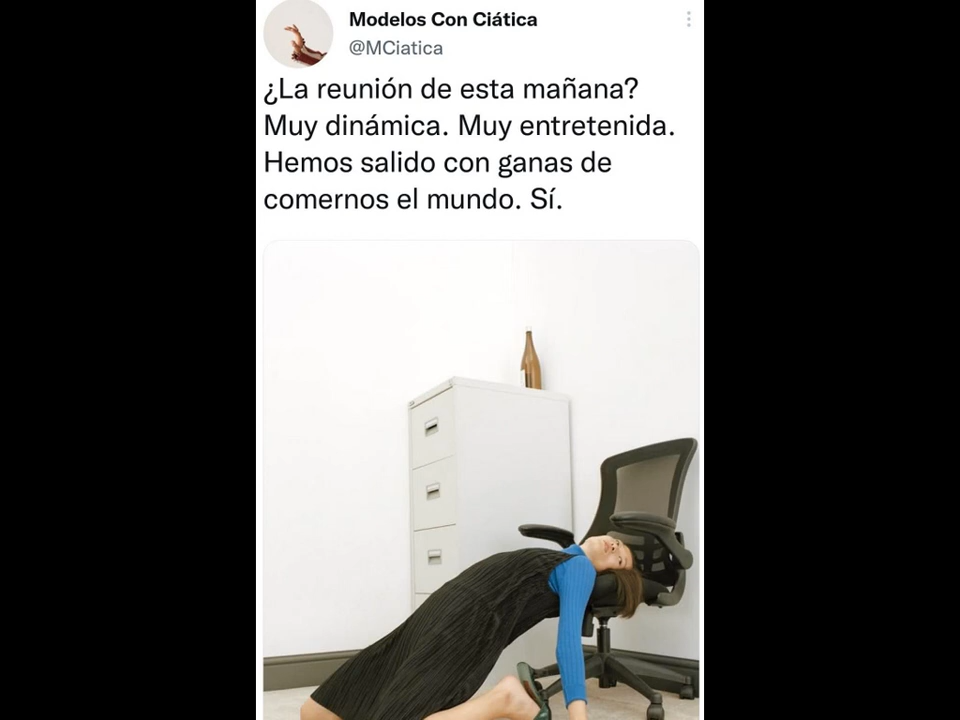 Modelos Con Ciática
@MCiatica
¿La reunión de esta mañana?
Muy dinámica. Muy entretenida.
Hemos salido con ganas de
comernos el mundo. Sí.